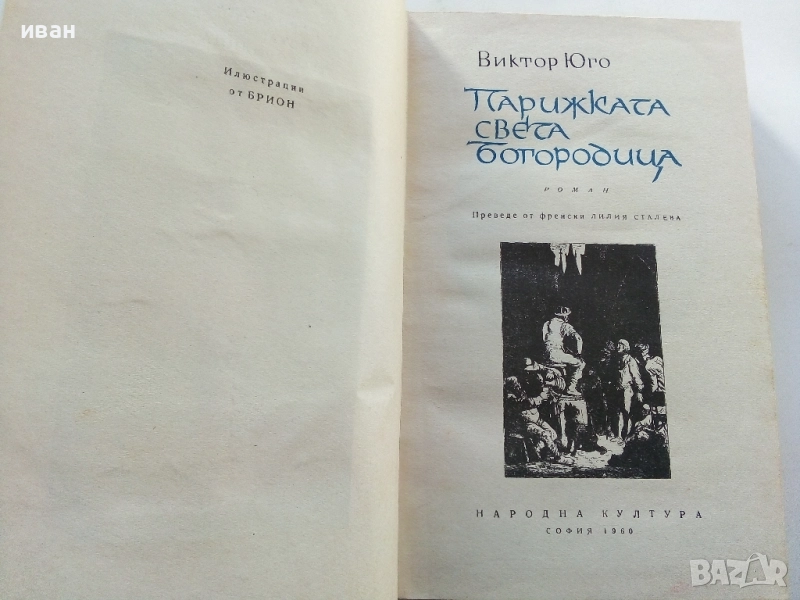 иван
Илюстрации
от БРИОН
Виктор Юго
Парижката
света
Богородица
РОМАН
Преведе от френски ЛИЛИЯ СТАЛЕВА
НАРОДНА КУЛТУРА
СОФИЯ 1960
BAZAR